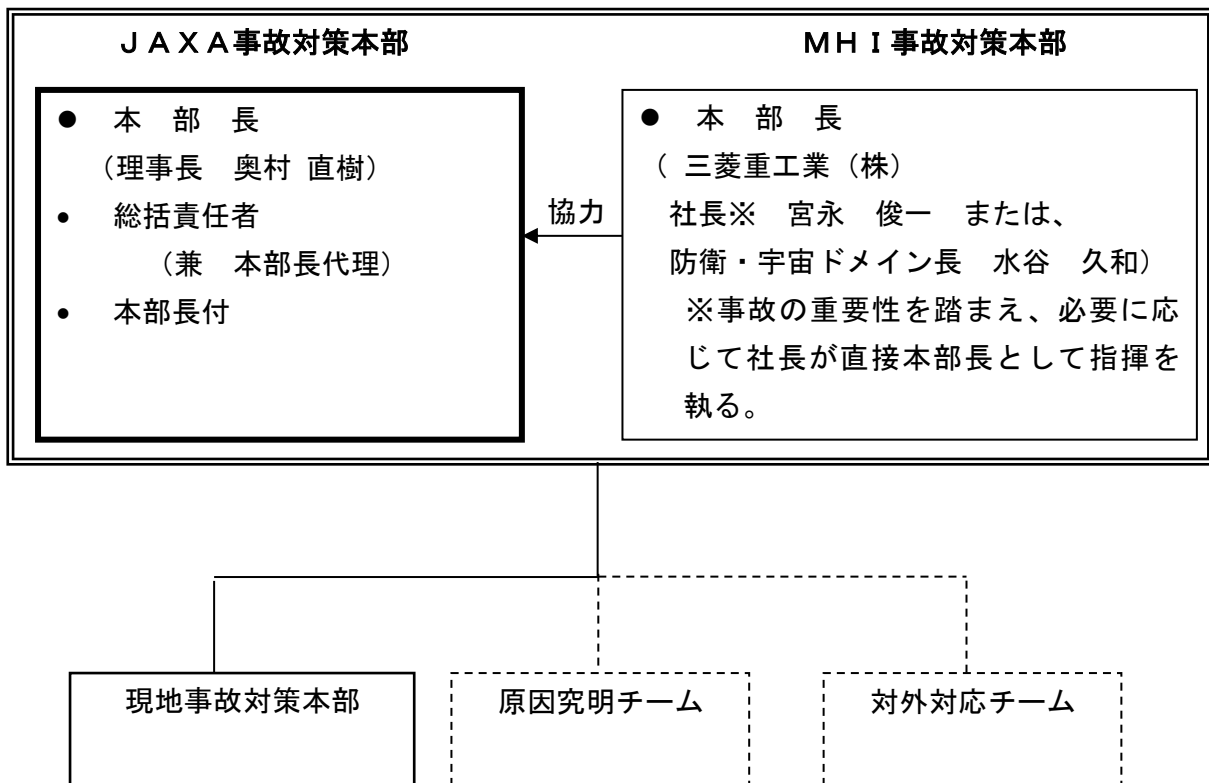 ＪＡＸＡ事故対策本部
● 本 部 長
（理事長 奥村 直樹）
• 総括責任者
（兼 本部長代理）
• 本部長付
協力
ＭＨＩ事故対策本部
● 本 部 長
（ 三菱重工業（株）
社長※ 宮永 俊一 または、
防衛・宇宙ドメイン長 水谷 久和）
※事故の重要性を踏まえ、必要に応
じて社長が直接本部長として指揮を
執る。
現地事故対策本部
原因究明チーム
対外対応チーム